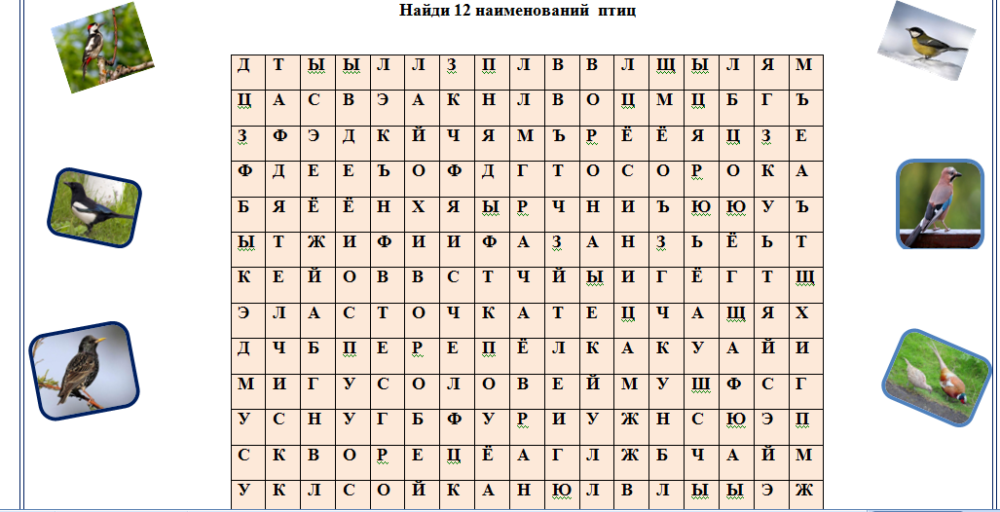 Найди 12 наименований птиц
Д Т Ы Ы Л Л З П Л В В Л Щ Ы Л Я М
Ц А С В Э А К Н Л В О Ц М Ц Б Г Ъ
З Ф Э Д К Й Ч Я М Ъ Р Ё Ё Я Ц З Е
Ф Д Е Е Ъ О Ф Д Г Т О С О Р О К А
Б Я Ё Ё Н Х Я Ы Р Ч Н И Ъ Ю Ю У Ъ
Ы Т Ж И Ф И И Ф А З А Н З Ь Ё Ь Т
К Е Й О В В С Т Ч Й Ы И Г Ё Г Т Щ
Э Л А С Т О Ч К А Т Е Ц Ч А Щ Я Х
Д Ч Б П Е Р Е П Ё Л К А К У А Й И
М И Г У С О Л О В Е Й М У Ш Ф С Г
У С Н У Г Б Ф У Р И У Ж Н С Ю Э П
С К В О Р Е Ц Ё А Г Л Ж Б Ч А Й М
У К Л С О Й К А Н Ю Л В Л Ы Ы Э Ж